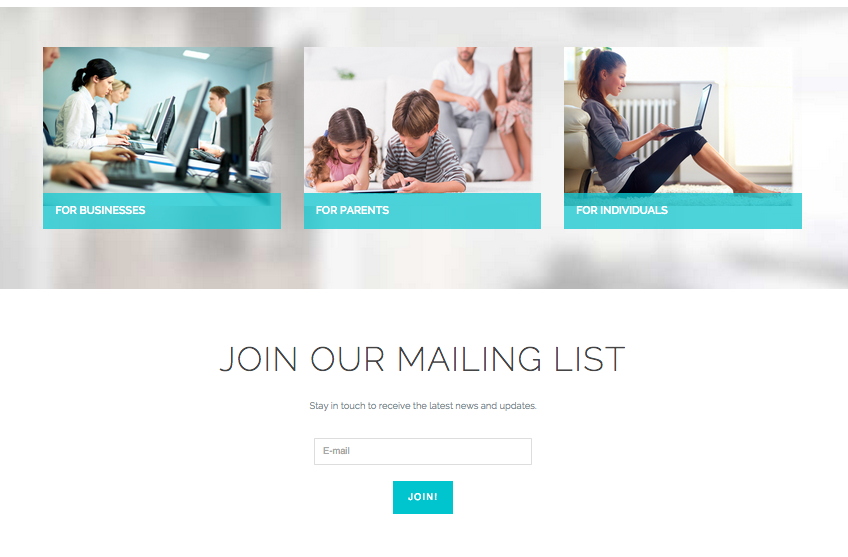 FOR BUSINESSES
FOR PARENTS
FOR INDIVIDUALS
JOIN OUR MAILING LIST
Stay in touch to receive the latest news and updates.
E-mail
JOIN!